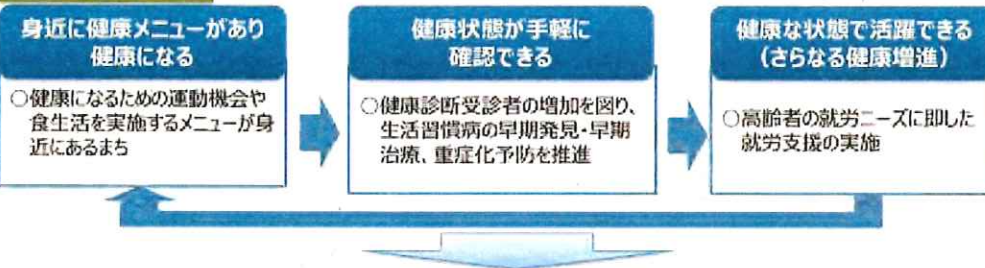 身近に健康メニューがあり
健康になる
○健康になるための運動機会や
食生活を実施するメニューが身
近にあるまち
健康状態が手軽に
確認できる
○健康診断受診者の増加を図り、
生活習慣病の早期発見・早期
治療、重症化予防を推進
健康な状態で活躍できる
(さらなる健康増進)
○高齢者の就労ニーズに即した
就労支援の実施